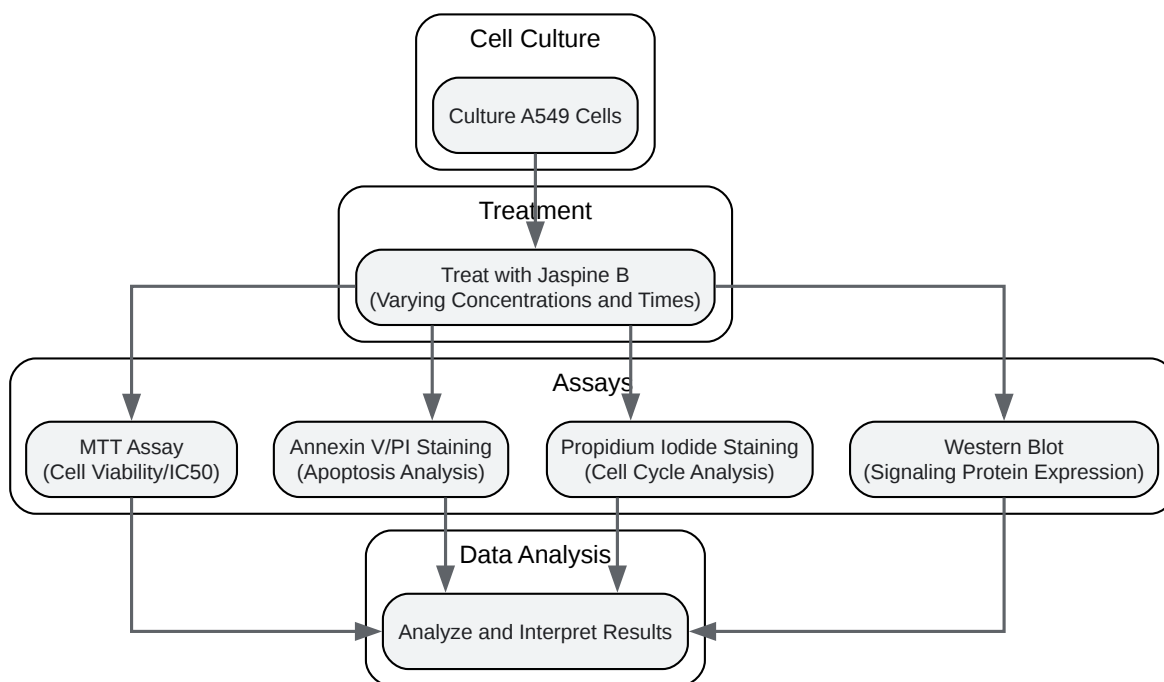 Cell Culture
Culture A549 Cells
Treatment
Treat with Jaspine B
(Varying Concentrations and Times)
Assays
MTT Assay
(Cell Viability/IC50)
Annexin V/PI Staining
(Apoptosis Analysis)
Propidium Iodide Staining
(Cell Cycle Analysis)
Western Blot
(Signaling Protein Expression)
Data Analysis
Analyze and Interpret Results